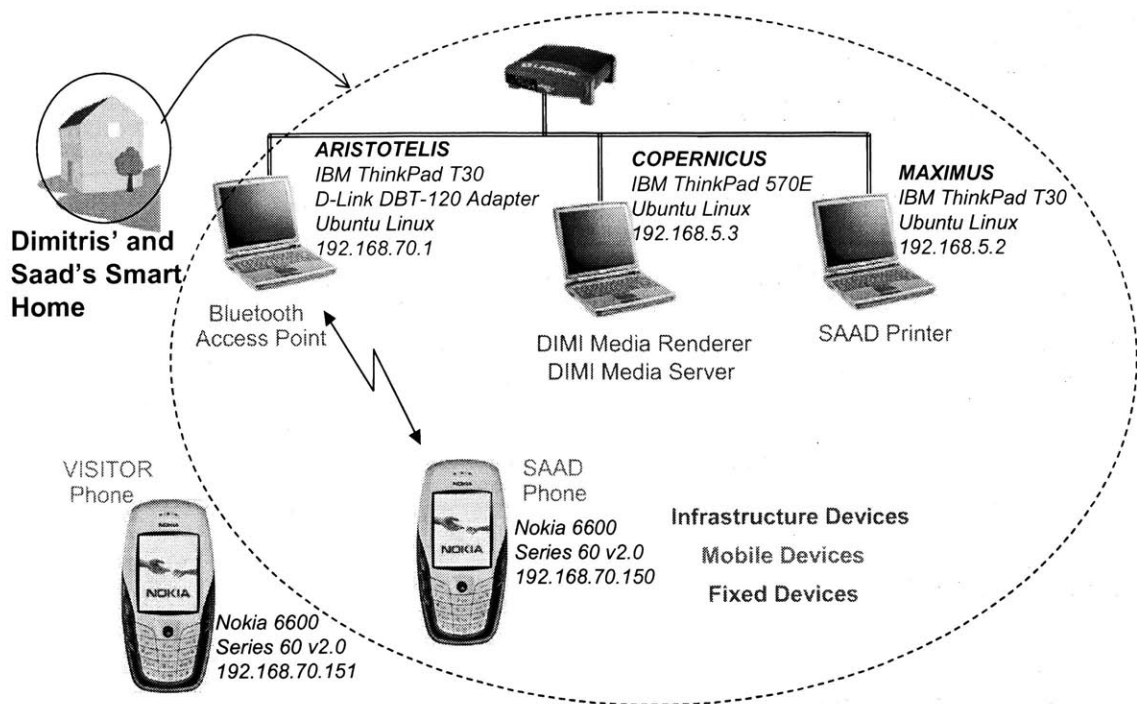 ARISTOTELIS
IBM ThinkPad T30
D-Link DBT-120 Adapter
Ubuntu Linux
192.168.70.1
COPERNICUS
IBM ThinkPad 570E
Ubuntu Linux
192.168.5.3
MAXIMUS
IBM ThinkPad T30
Ubuntu Linux
192.168.5.2
Dimitris' and
Saad's Smart
Home
Bluetooth
Access Point
DIMI Media Renderer
DIMI Media Server
SAAD Printer
VISITOR
Phone
NOKIA
Nokia 6600
Series 60 v2.0
192.168.70.151
SAAD
Phone
NOKIA
Nokia 6600
Series 60 v2.0
192.168.70.150
Infrastructure Devices
Mobile Devices
Fixed Devices